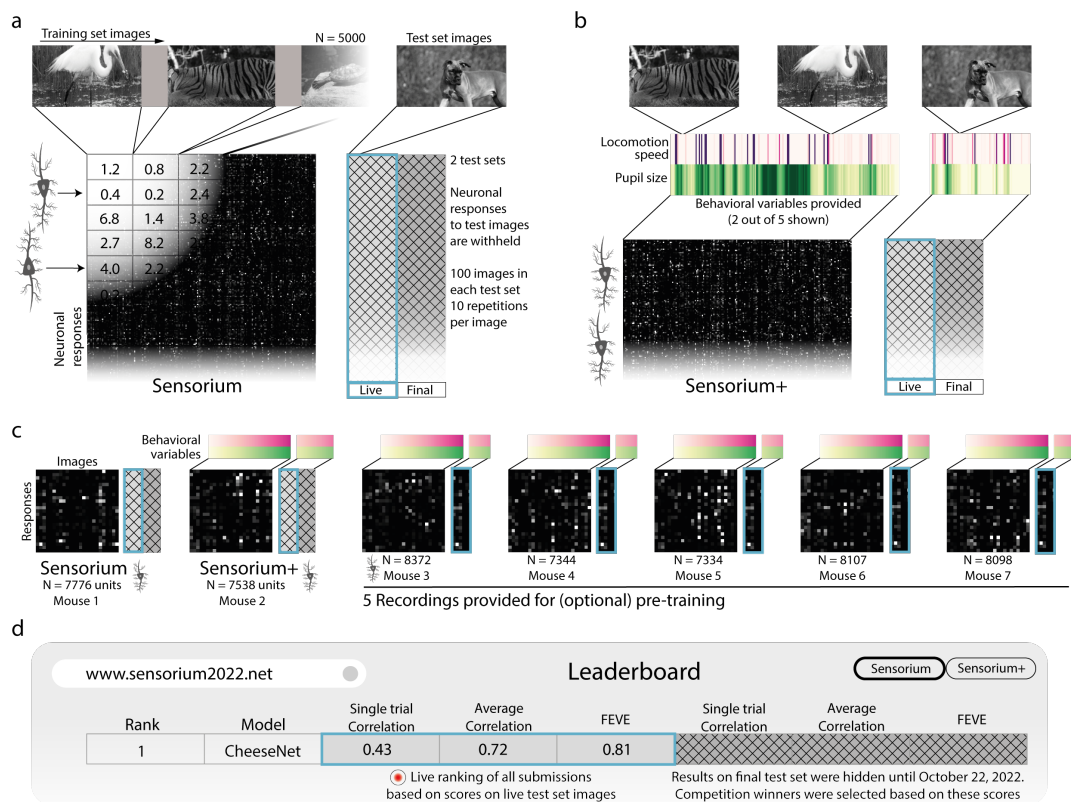 a
Training set images
N = 5000
Test set images
1.2 0.8 2.2
0.4 0.2 2.4
6.8 1.4 3.8
2.7 8.2
4.0 2.2
Neuronal
responses
Sensorium
2 test sets
Neuronal
responses
to test images
are withheld
100 images in
each test set
10 repetitions
per image
Live Final
b
Locomotion
speed
Pupil size
Behavioral variables provided
(2 out of 5 shown)
Sensorium+
Live Final
c
Behavioral
variables
Images
Responses
Sensorium
N = 7776 units
Mouse 1
Sensorium+
N = 7538 units
Mouse 2
N = 8372
Mouse 3
N = 7344
Mouse 4
N = 7334
Mouse 5
N = 8107
Mouse 6
N = 8098
Mouse 7
5 Recordings provided for (optional) pre-training
d
www.sensorium2022.net
Leaderboard
Sensorium Sensorium+
Rank Model Single trial Correlation Average Correlation FEVE Single trial Correlation Average Correlation FEVE
1 CheeseNet 0.43 0.72 0.81
Live ranking of all submissions
based on scores on live test set images
Results on final test set were hidden until October 22, 2022.
Competition winners were selected based on these scores